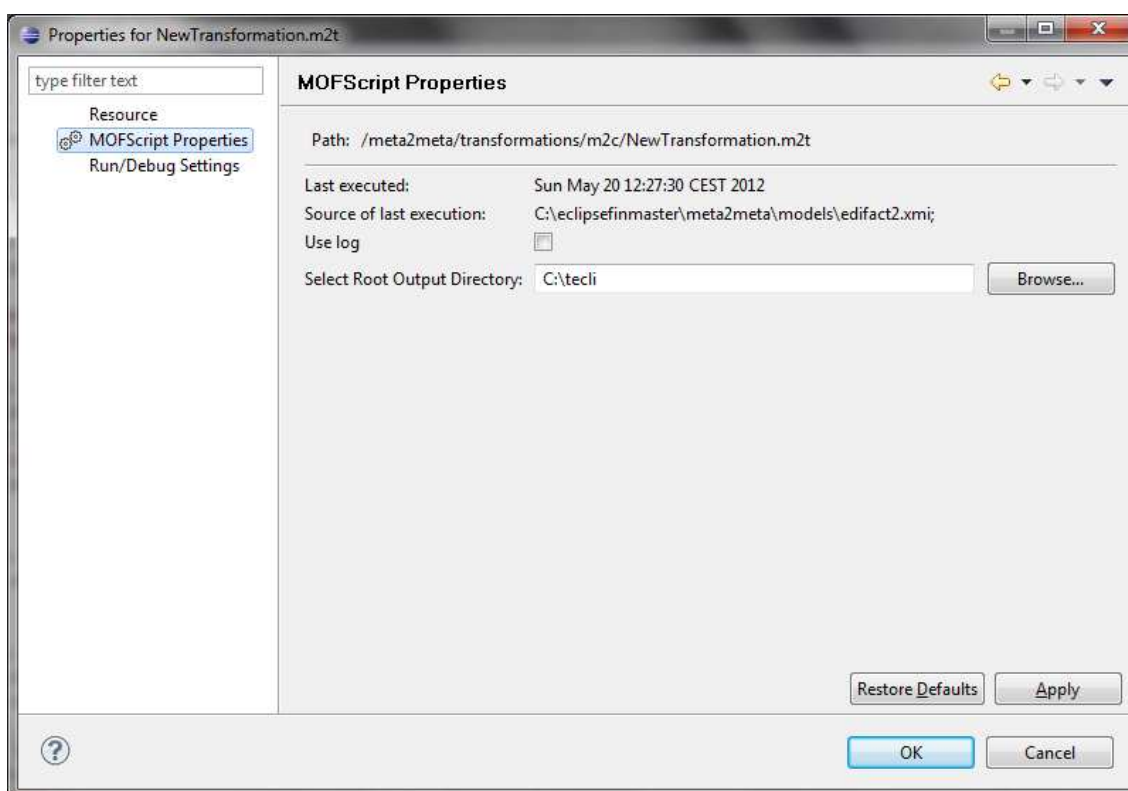 Properties for NewTransformation.m2t
type filter text
Resource
MOFScript Properties
Run/Debug Settings
MOFScript Properties
Path: /meta2meta/transformations/m2c/NewTransformation.m2t
Last executed: Sun May 20 12:27:30 CEST 2012
Source of last execution: C:\eclipsefinmaster\meta2meta\models\edifact2.xmi;
Use log
Select Root Output Directory: C:\tecli Browse...
Restore Defaults Apply
OK Cancel